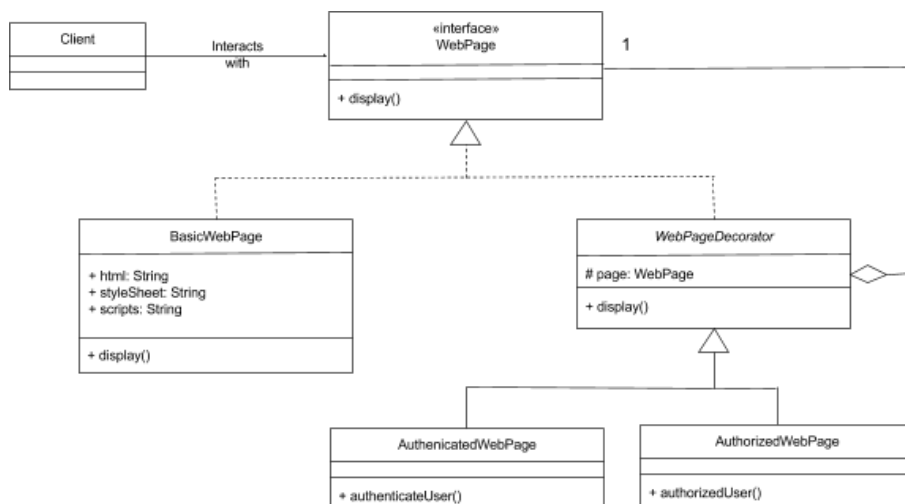 Client
Interacts
with
«interface»
WebPage
1
+ display()
BasicWebPage
+ html: String
+ styleSheet: String
+ scripts: String
+ display()
WebPageDecorator
# page: WebPage
+ display()
AuthenicatedWebPage
+ authenticateUser()
AuthorizedWebPage
+ authorizedUser()